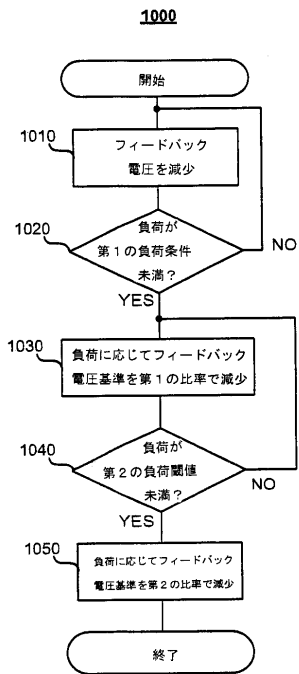 1000
開始
1010
フィードバック
電圧を減少
1020
負荷が
第1の負荷条件
未満？
NO
YES
1030
負荷に応じてフィードバック
電圧基準を第1の比率で減少
1040
負荷が
第2の負荷閾値
未満？
NO
YES
1050
負荷に応じてフィードバック
電圧基準を第2の比率で減少
終了